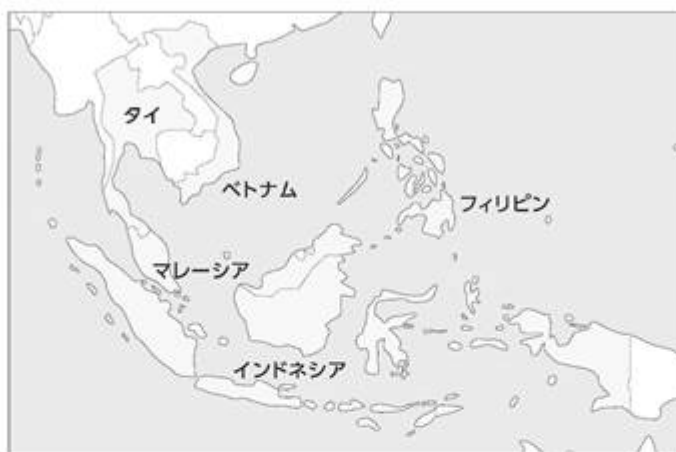 タイ
ベトナム
フィリピン
マレーシア
インドネシア